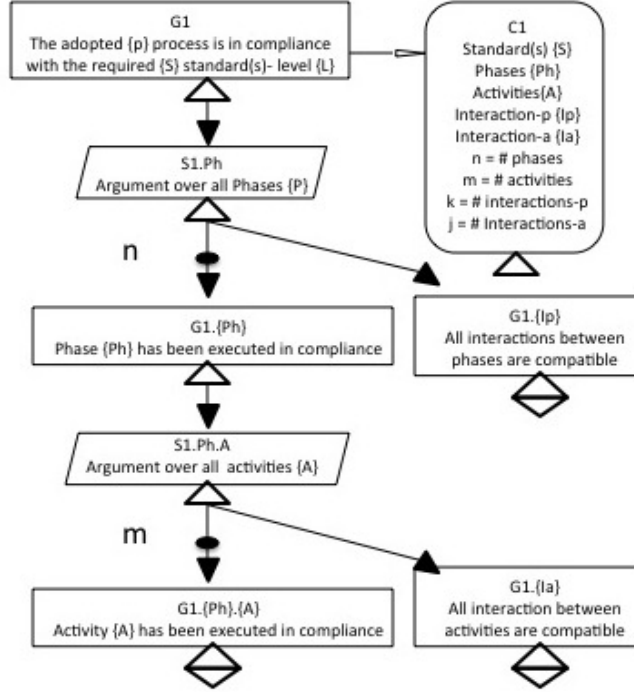 G1
The adopted {p} process is in compliance
with the required {S} standard(s)- level {L}
C1
Standard(s) {S}
Phases {Ph}
Activities{A}
Interaction-p {Ip}
Interaction-a {Ia}
n = # phases
m = # activities
k = # interactions-p
j = # Interactions-a
S1.Ph
Argument over all Phases {P}
n
G1.{Ph}
Phase {Ph} has been executed in compliance
G1.{Ip}
All interactions between
phases are compatible
S1.Ph.A
Argument over all activities {A}
m
G1.{Ph}.{A}
Activity {A} has been executed in compliance
G1.{Ia}
All interaction between
activities are compatible